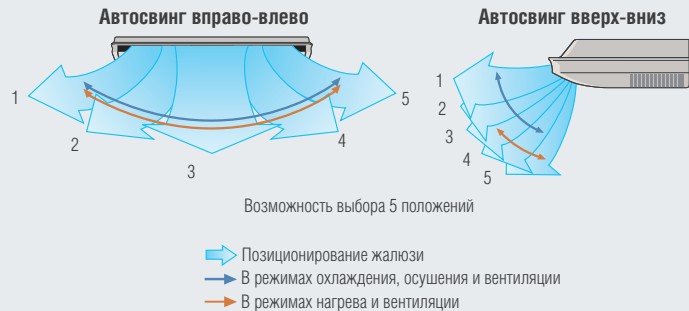 Автосвинг вправо-влево
Автосвинг вверх-вниз
1
2
3
4
5
1
2
3
4
5
Возможность выбора 5 положений
Позиционирование жалюзи
В режимах охлаждения, осушения и вентиляции
В режимах нагрева и вентиляции